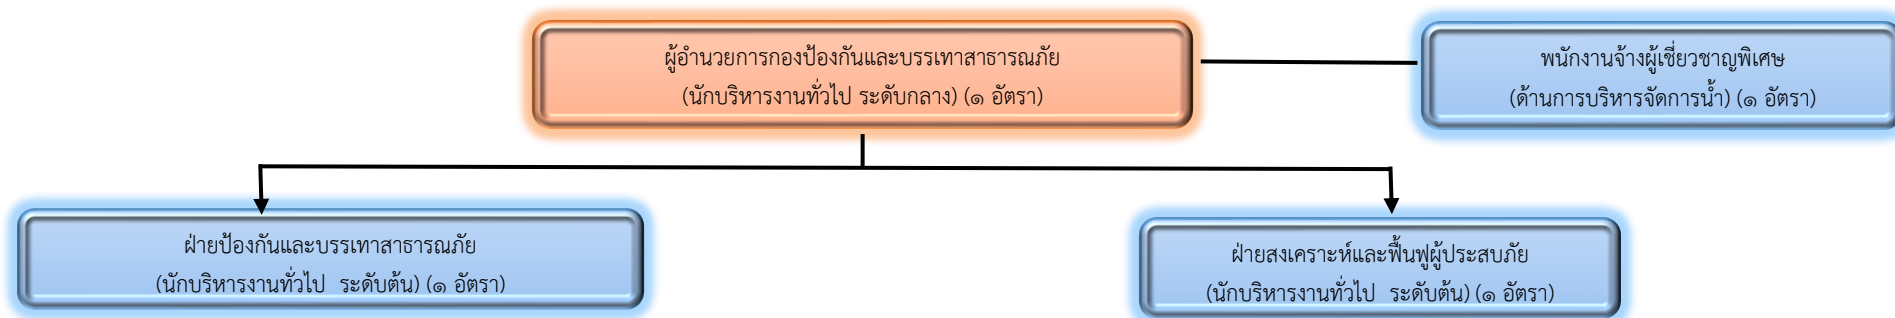 ผู้อำนวยการกองป้องกันและบรรเทาสาธารณภัย
(นักบริหารงานทั่วไป ระดับกลาง) (๑ อัตรา)
พนักงานจ้างผู้เชี่ยวชาญพิเศษ
(ด้านการบริหารจัดการน้ำ) (๑ อัตรา)
ฝ่ายป้องกันและบรรเทาสาธารณภัย
(นักบริหารงานทั่วไป ระดับต้น) (๑ อัตรา)
ฝ่ายสงเคราะห์และฟื้นฟูผู้ประสบภัย
(นักบริหารงานทั่วไป ระดับต้น) (๑ อัตรา)